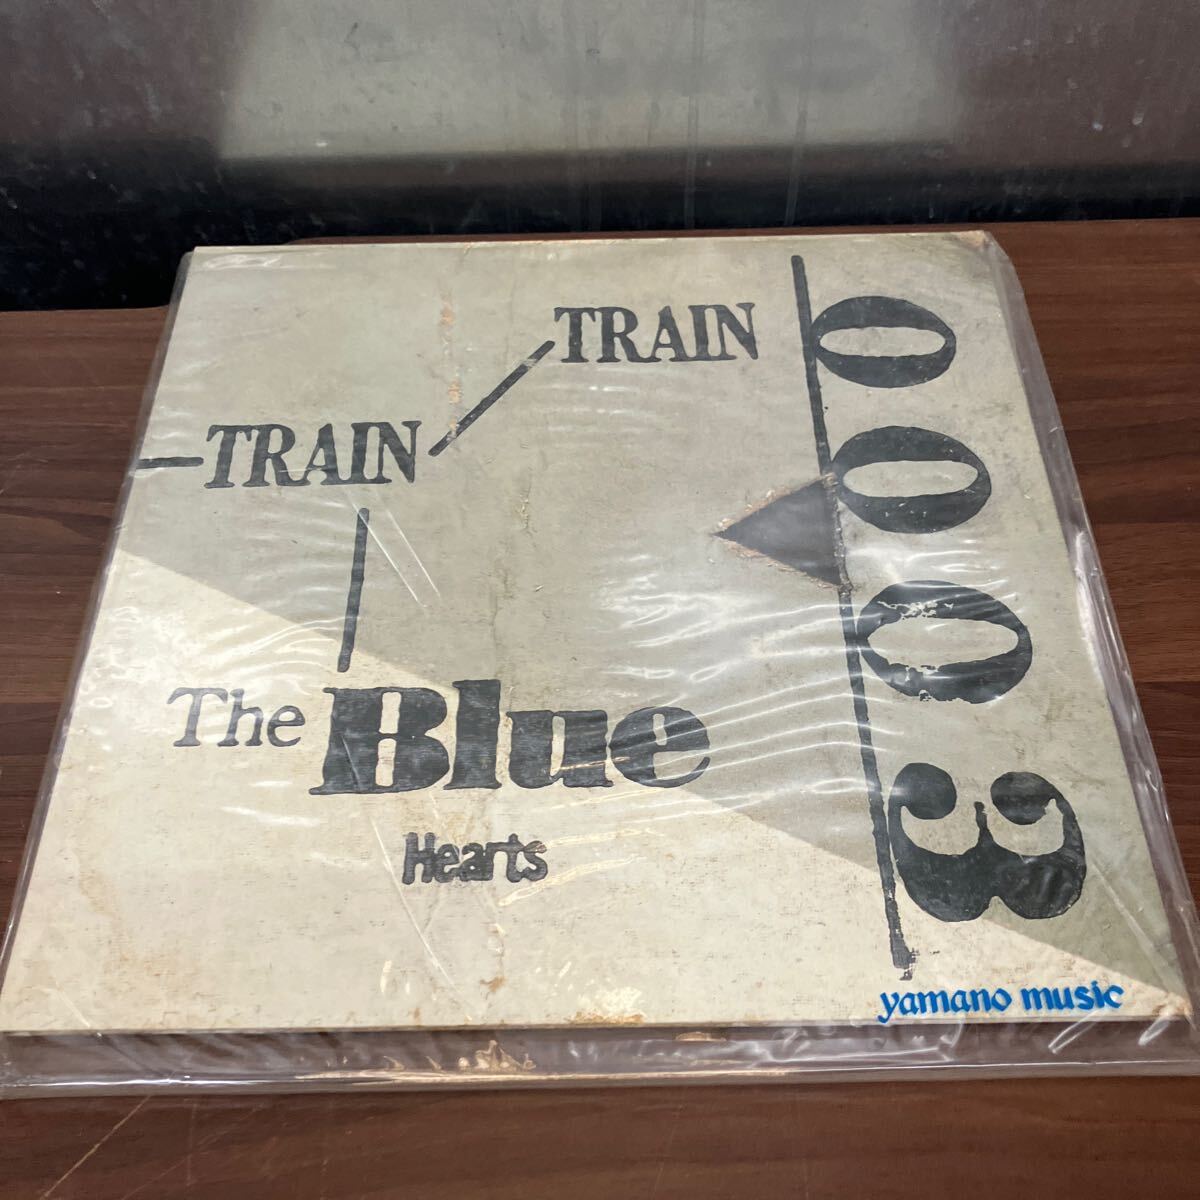 TRAIN
TRAIN
The Blue
Hearts
0003
yamano music